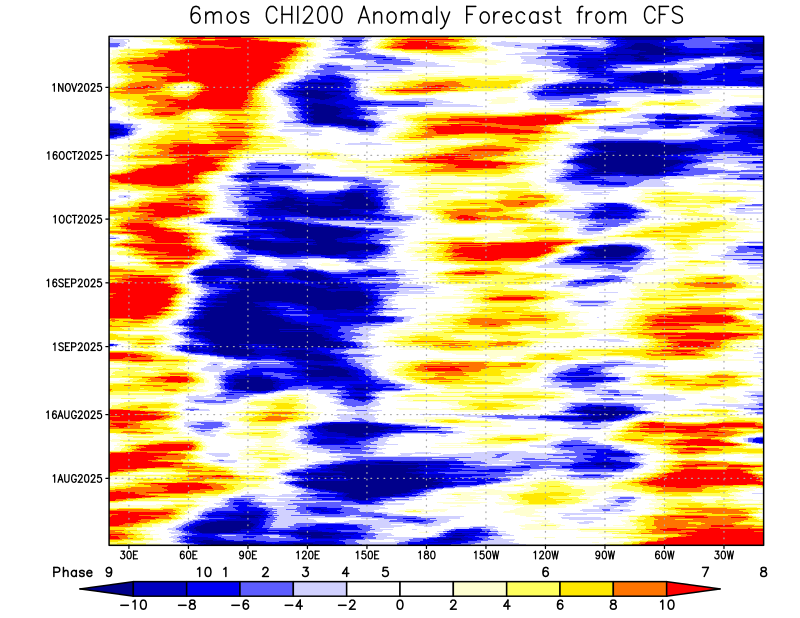 6mos CHI200 Anomaly Forecast from CFS
1NOV2025
16OCT2025
1OCT2025
16SEP2025
1SEP2025
16AUG2025
1AUG2025
30E 60E 90E 120E 150E 180 150W 120W 90W 60W 30W
Phase 9 10 1 2 3 4 5 6 7 8
-10 -8 -6 -4 -2 0 2 4 6 8 10